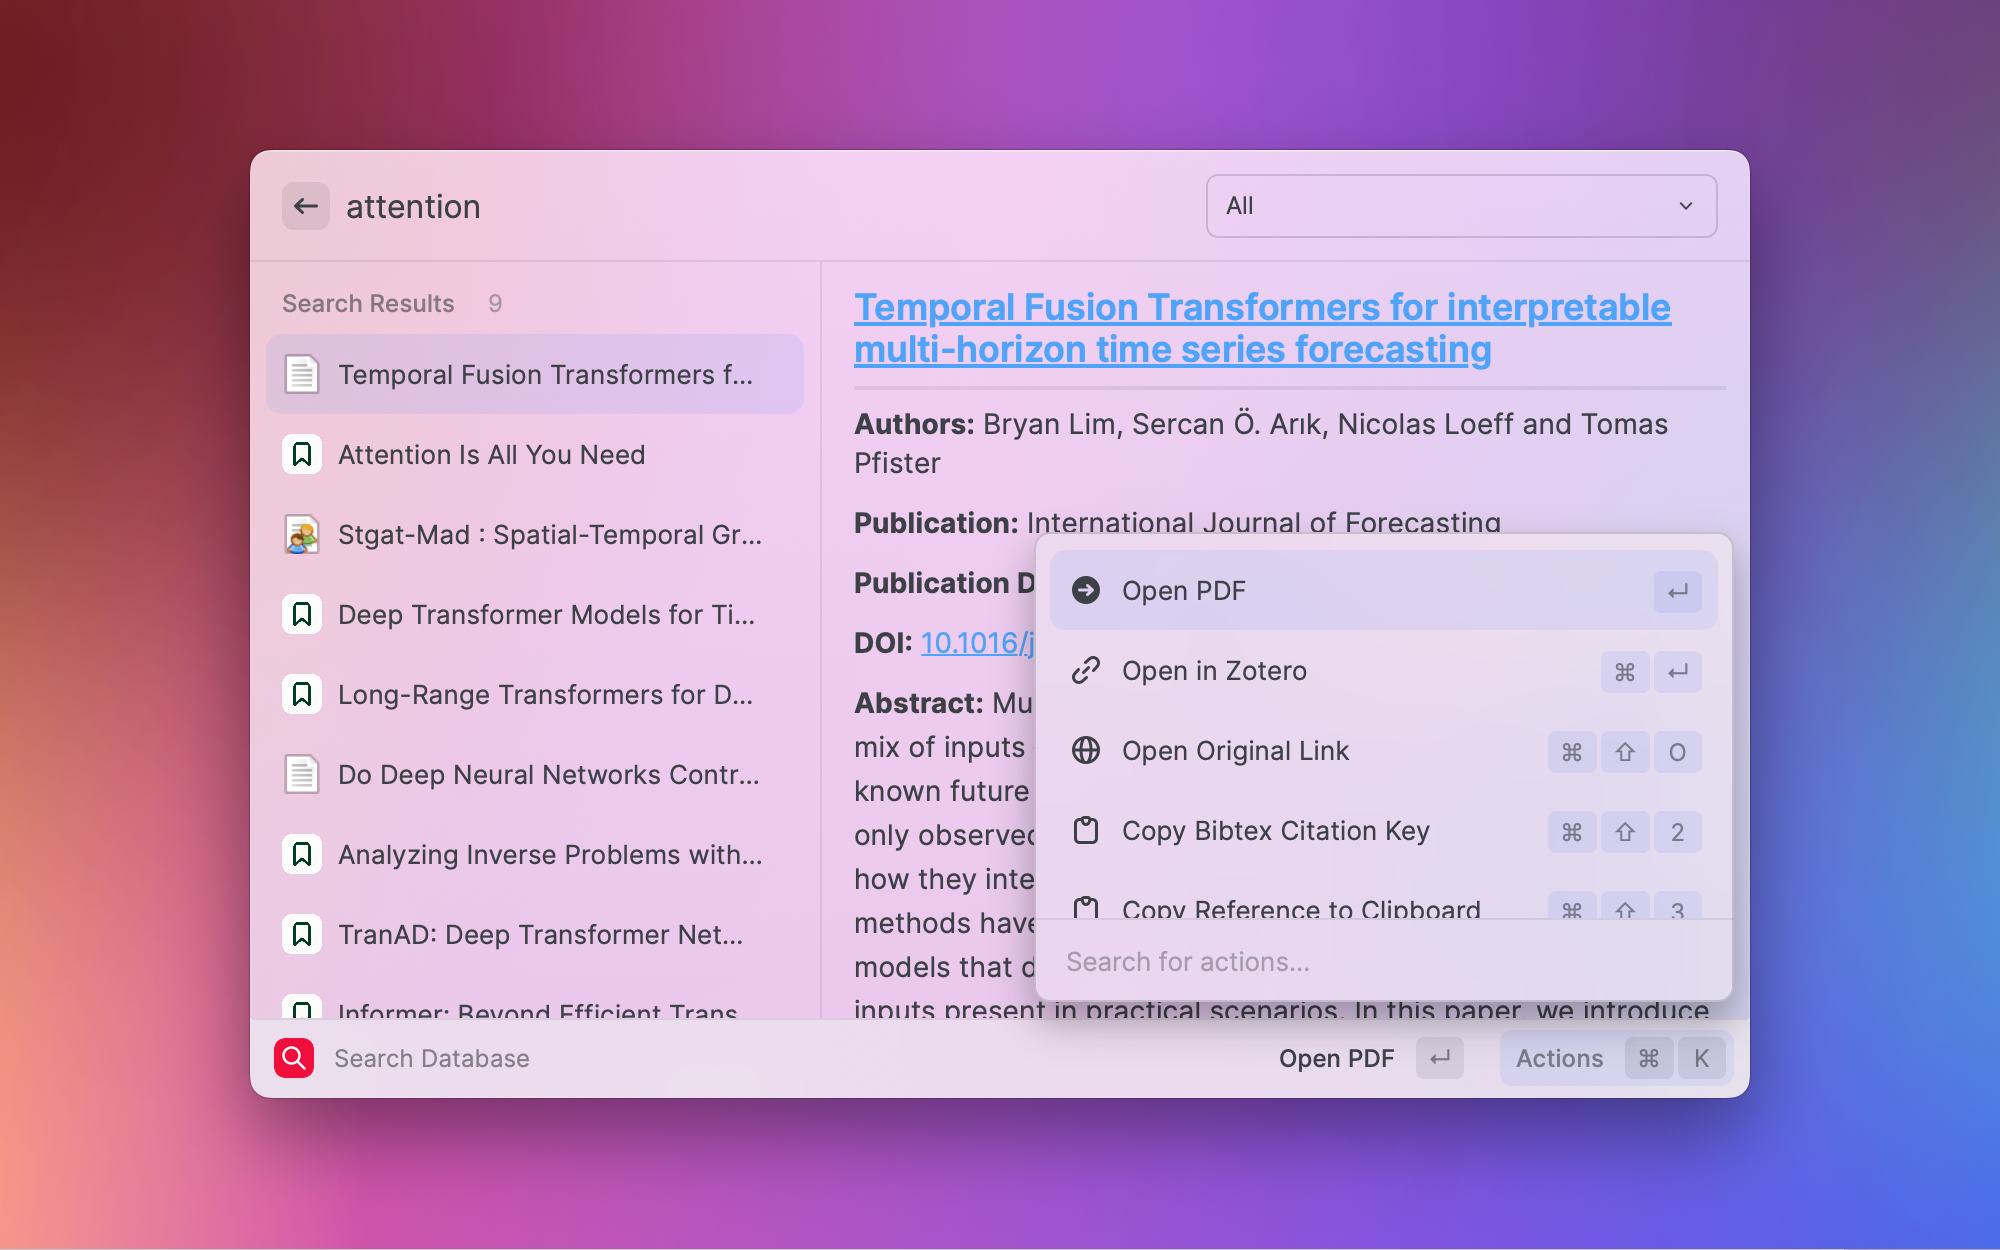 attention
All
Search Results 9
Temporal Fusion Transformers f...
Attention Is All You Need
Stgat-Mad : Spatial-Temporal Gr...
Deep Transformer Models for Ti...
Long-Range Transformers for D...
Do Deep Neural Networks Contr...
Analyzing Inverse Problems with...
TranAD: Deep Transformer Net...
Informer: Beyond Efficient Trans
Temporal Fusion Transformers for interpretable
multi-horizon time series forecasting
Authors: Bryan Lim, Sercan Ö. Arık, Nicolas Loeff and Tomas
Pfister
Publication: International Journal of Forecasting
Publication D
DOI: 10.1016/j
Abstract: Mu
mix of inputs
known future
only observed
how they inte
methods have
models that d
inputs present in practical scenarios. In this paper, we introduce
Open PDF ↵
Open in Zotero ⌘ ↵
Open Original Link ⌘ ⇧ O
Copy Bibtex Citation Key ⌘ ⇧ 2
Copy Reference to Clipboard ⌘ ⇧ 3
Search for actions...
Search Database
Open PDF ↵
Actions ⌘ K